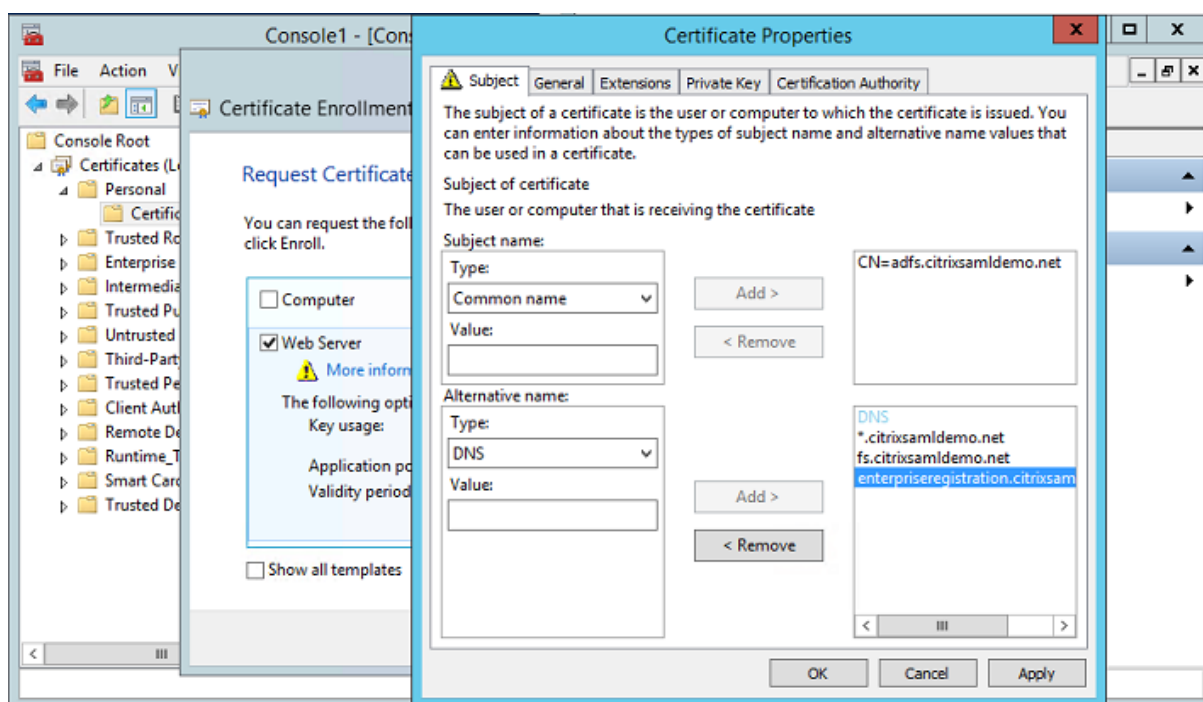 Console1 - [Con
Certificate Properties
File Action V
Certificate Enrollment
Console Root
Certificates (L
Personal
Certific
Trusted Ro
Enterprise
Intermedia
Trusted Pu
Untrusted
Third-Part
Trusted Pe
Client Autl
Remote De
Runtime_T
Smart Card
Trusted De
Request Certificate
You can request the foll
click Enroll.
Computer
Web Server
More inform
The following opti
Key usage:
Application po
Validity period
Show all templates
Subject General Extensions Private Key Certification Authority
The subject of a certificate is the user or computer to which the certificate is issued. You
can enter information about the types of subject name and alternative name values that
can be used in a certificate.
Subject of certificate
The user or computer that is receiving the certificate
Subject name:
Type:
Common name
Value:
Add >
< Remove
CN=adfs.citrixsamldemo.net
Alternative name:
Type:
DNS
Value:
Add >
< Remove
DNS
*.citrixsamldemo.net
fs.citrixsamldemo.net
enterpriseregistration.citrixsam
OK Cancel Apply